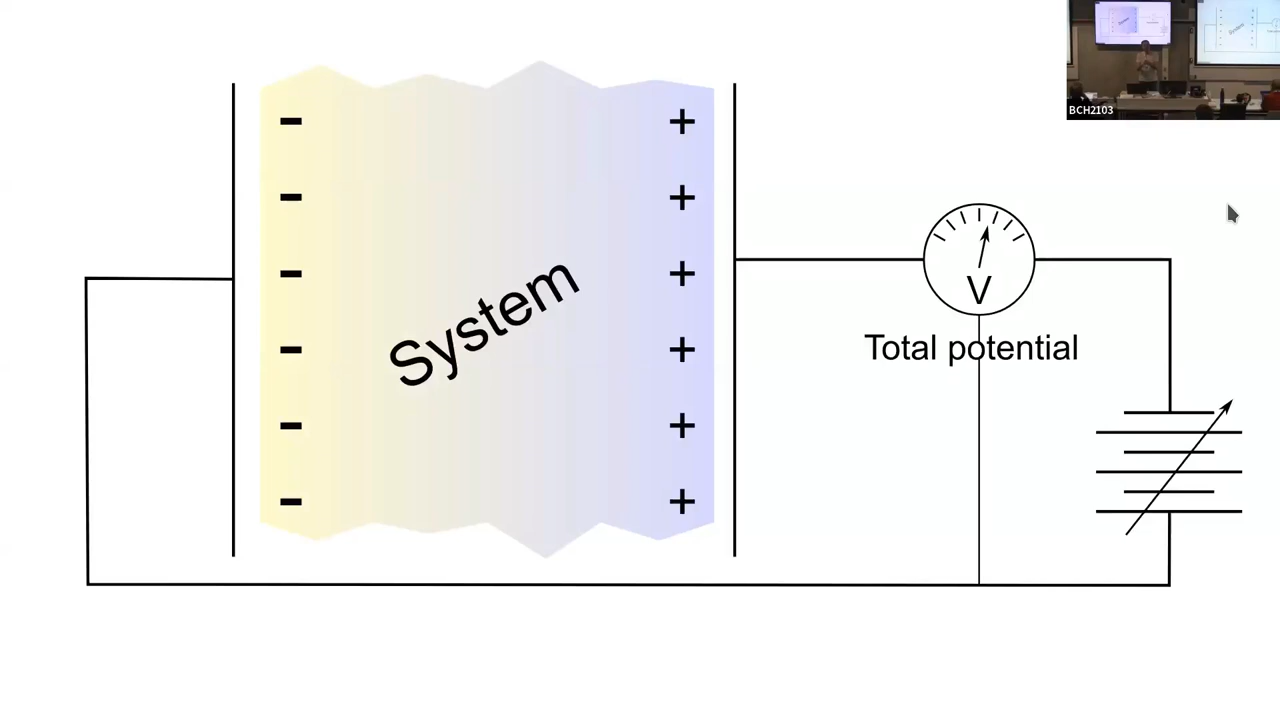 BCH2103
- +
- +
System
- +
- +
- +
- +
V
Total potential